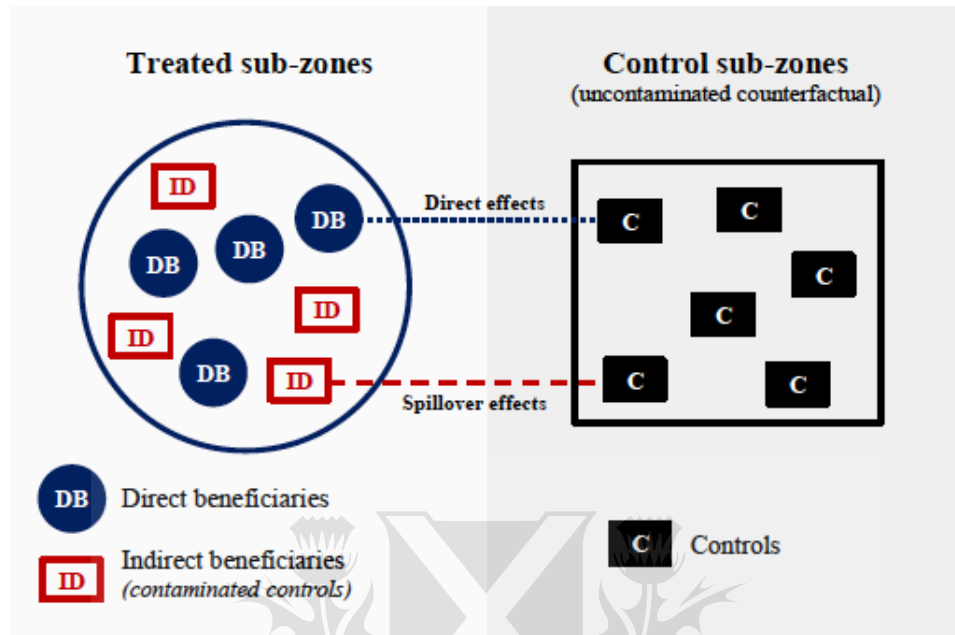 Treated sub-zones
Control sub-zones
(uncontaminated counterfactual)
ID
DB
DB
DB
ID
ID
DB
ID
Direct effects
Spillover effects
C
C
C
C
C
C
DB Direct beneficiaries
ID Indirect beneficiaries
(contaminated controls)
C Controls